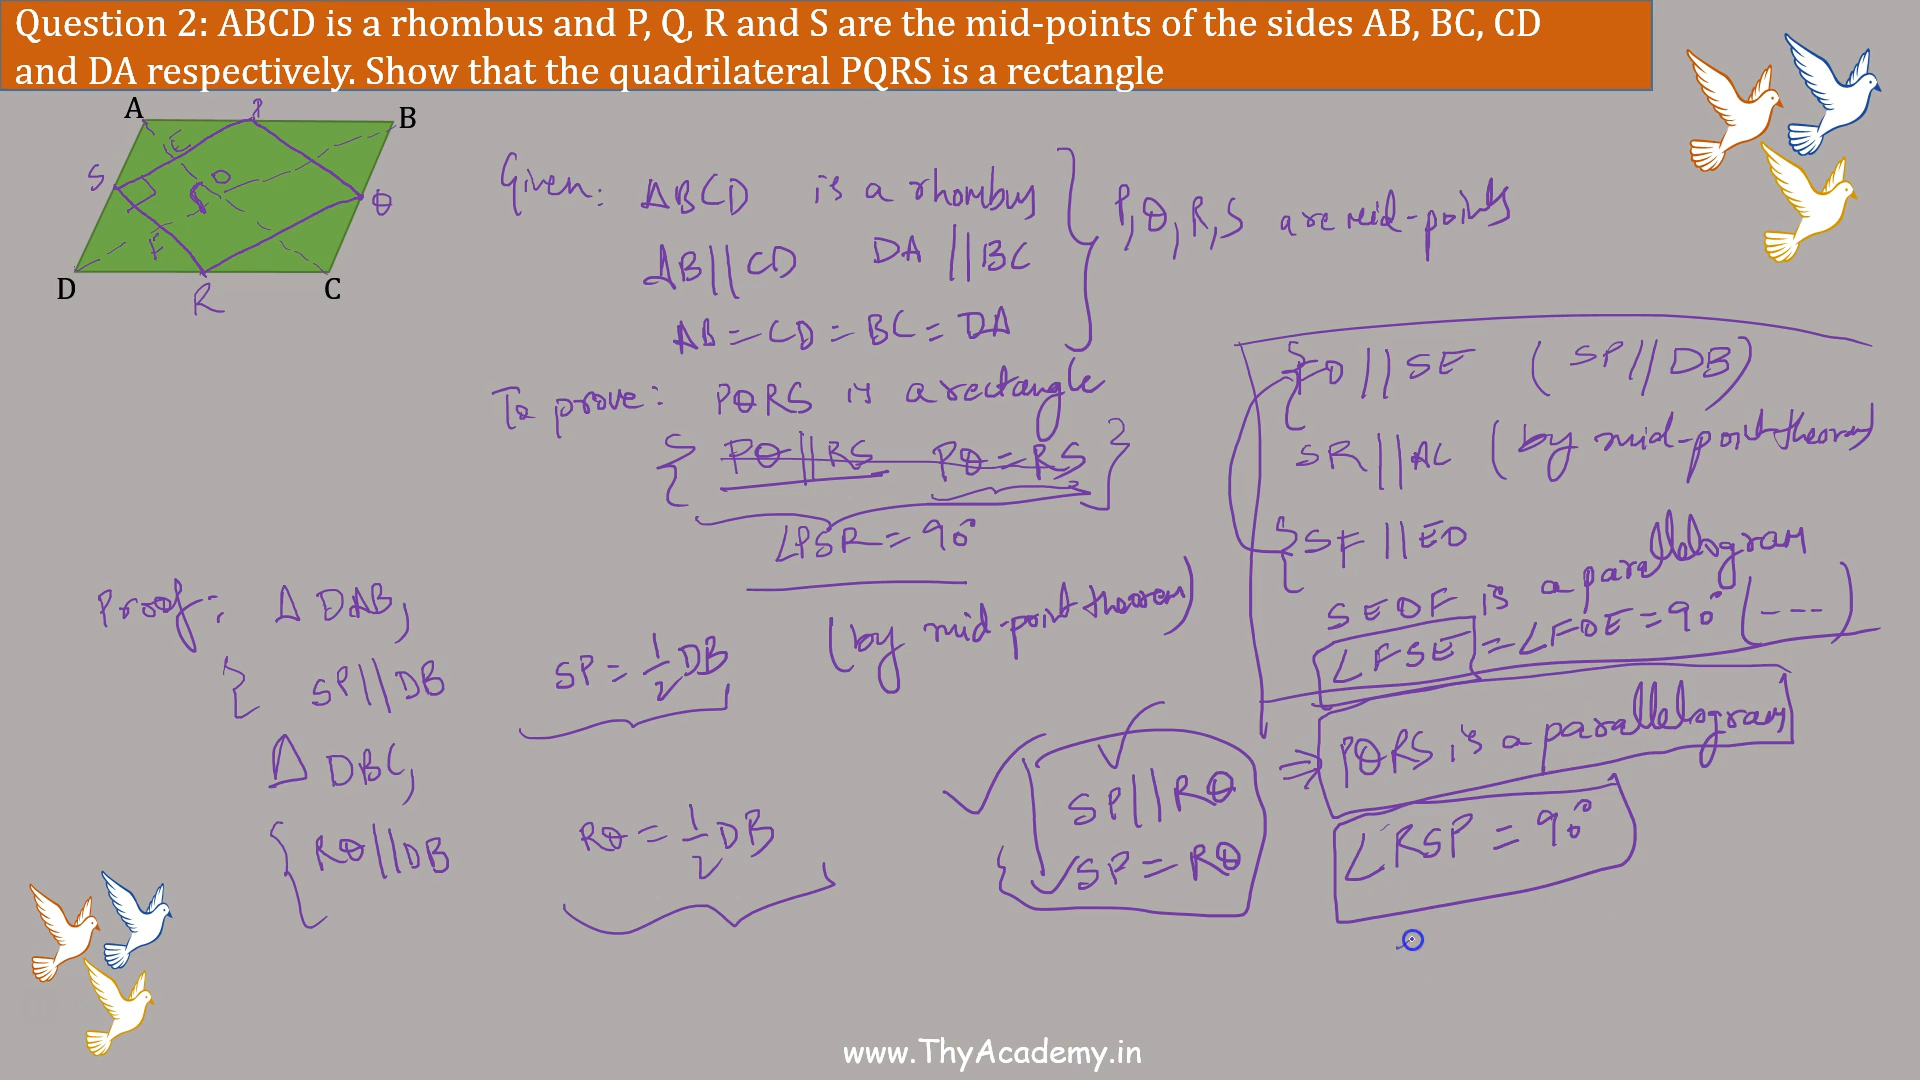 Question 2: ABCD is a rhombus and P, Q, R and S are the mid-points of the sides AB, BC, CD
and DA respectively. Show that the quadrilateral PQRS is a rectangle
A P B
E
S O Q
F
D R C
Given: ABCD is a rhombus
AB||CD DA||BC
AB=CD=BC=DA
P,Q,R,S are mid-points
To prove: PQRS is a rectangle
PQ||RS PQ=RS
∠PSR=90°
Proof: Δ DAB,
SP||DB SP=1/2 DB (by mid-point theorem)
Δ DBC,
RQ||DB RQ=1/2 DB
SP||RQ
SP=RQ
FO||SE (SP||DB)
SR||AC (by mid-point theorem)
SF||EO
SEOF is a parallelogram
∠FSE=∠FOE=90° (---)
⇒ PQRS is a parallelogram
∠RSP=90°
www.ThyAcademy.in